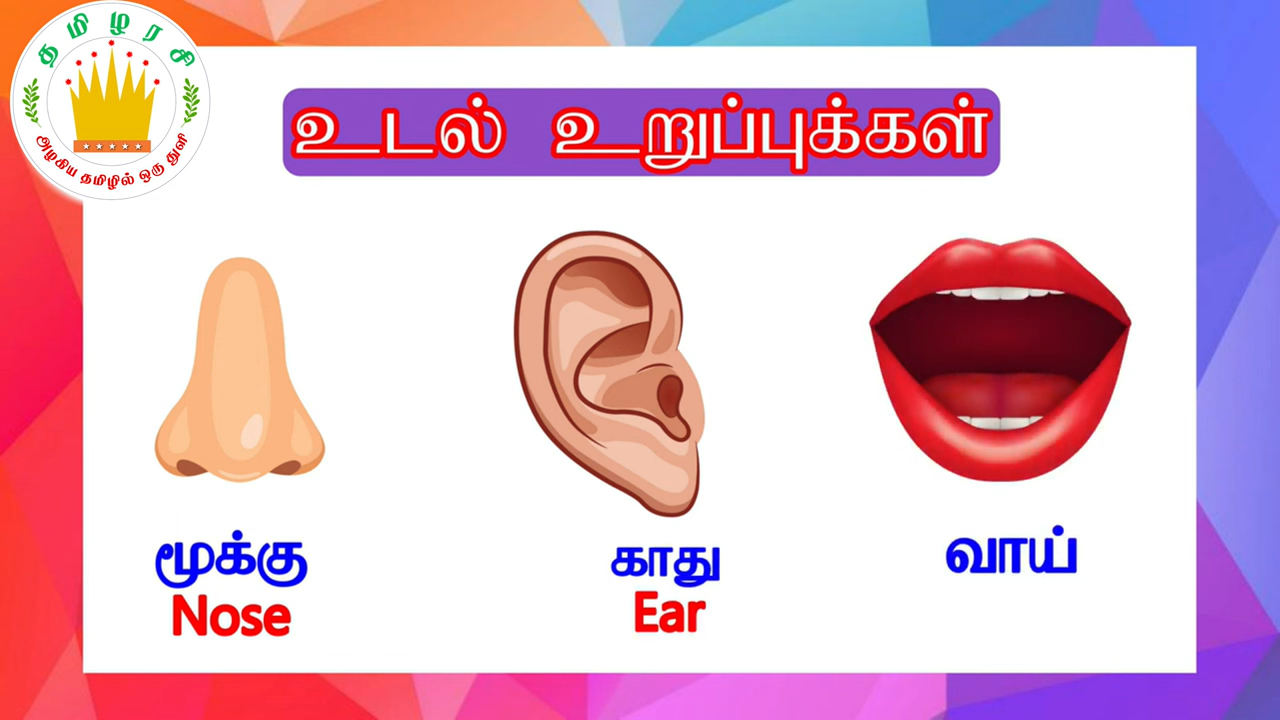 தமிழரசி
அழகிய தமிழில் ஒரு துளி
உடல் உறுப்புக்கள்
மூக்கு
Nose
காது
Ear
வாய்